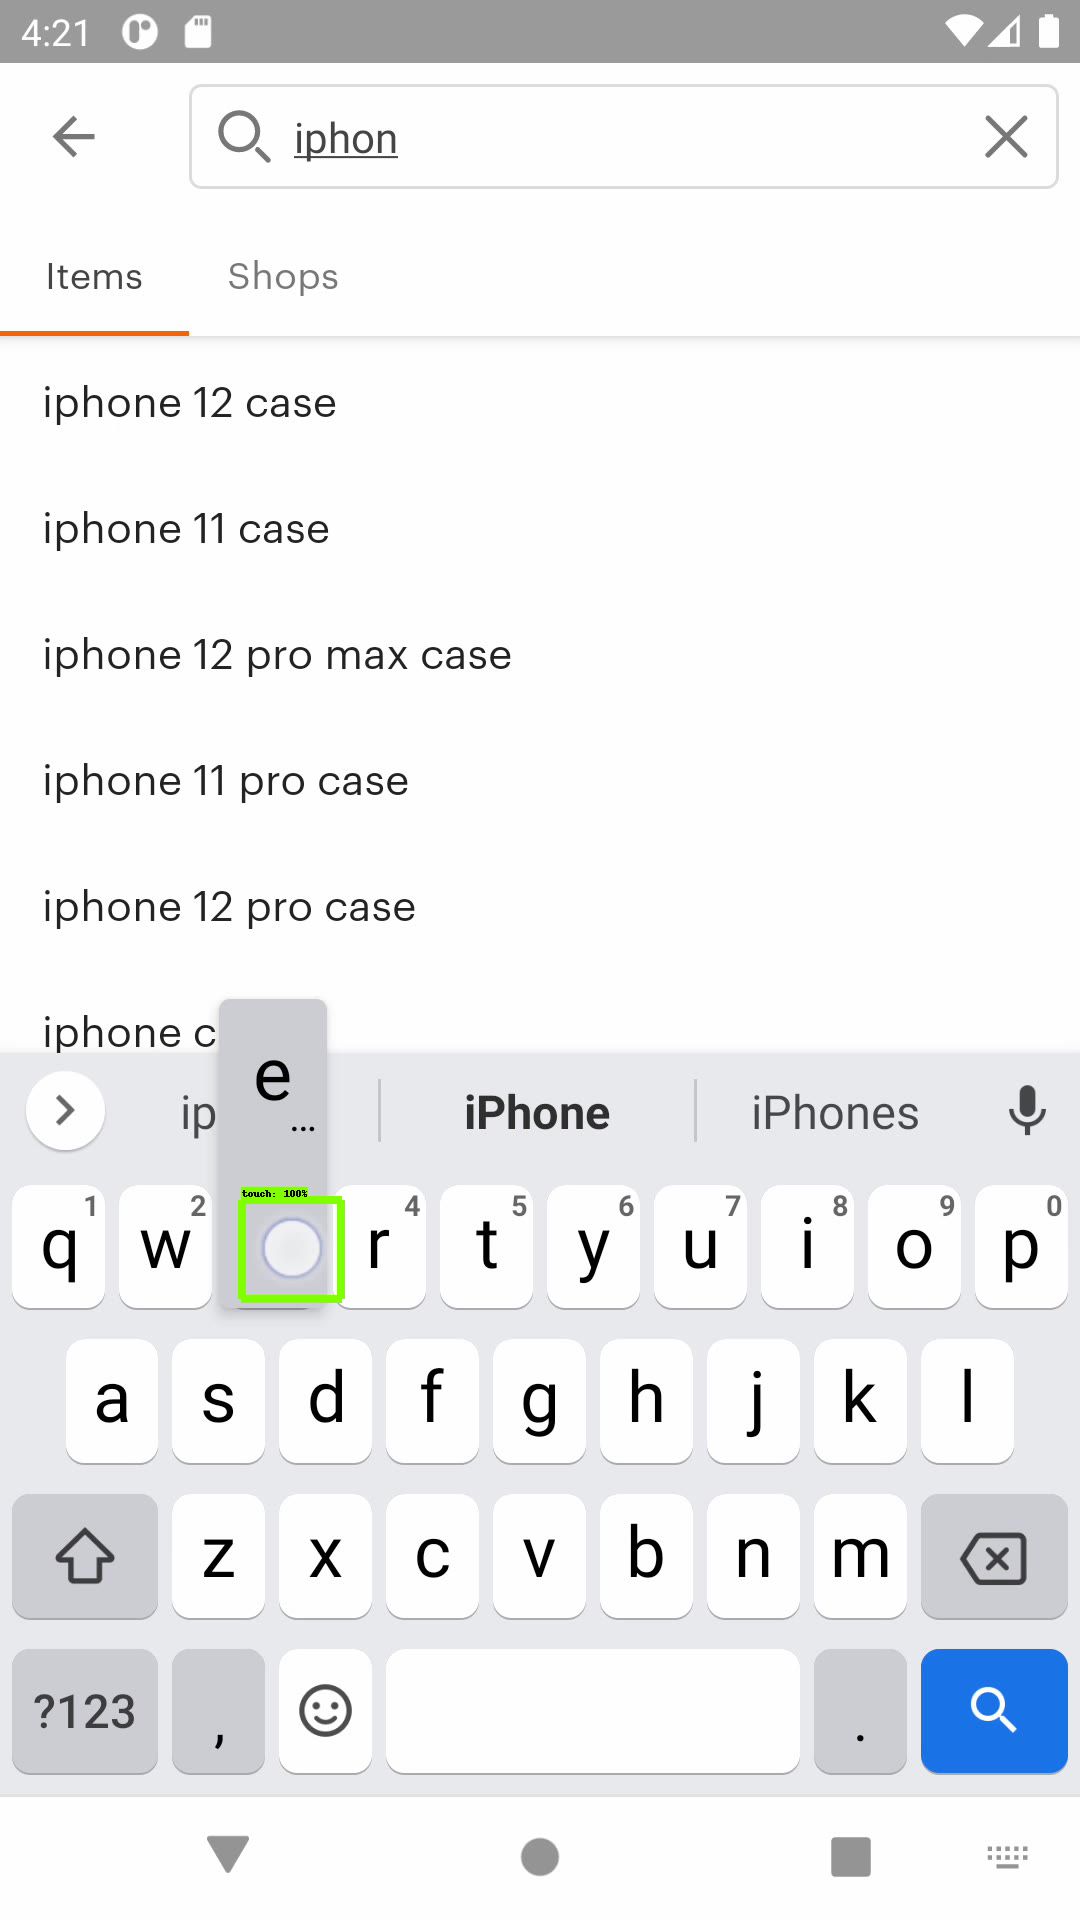 4:21
iphon
Items Shops
iphone 12 case
iphone 11 case
iphone 12 pro max case
iphone 11 pro case
iphone 12 pro case
iphone c
e
...
ip iPhone iPhones
touch: 100%
q 1 w 2 r 4 t 5 y 6 u 7 i 8 o 9 p 0
a s d f g h j k l
z x c v b n m
?123 , .